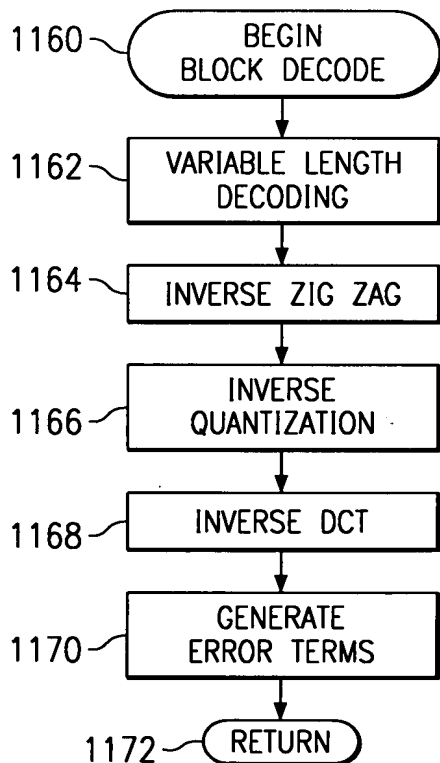 1160
BEGIN
BLOCK DECODE
1162
VARIABLE LENGTH
DECODING
1164
INVERSE ZIG ZAG
1166
INVERSE
QUANTIZATION
1168
INVERSE DCT
1170
GENERATE
ERROR TERMS
1172
RETURN